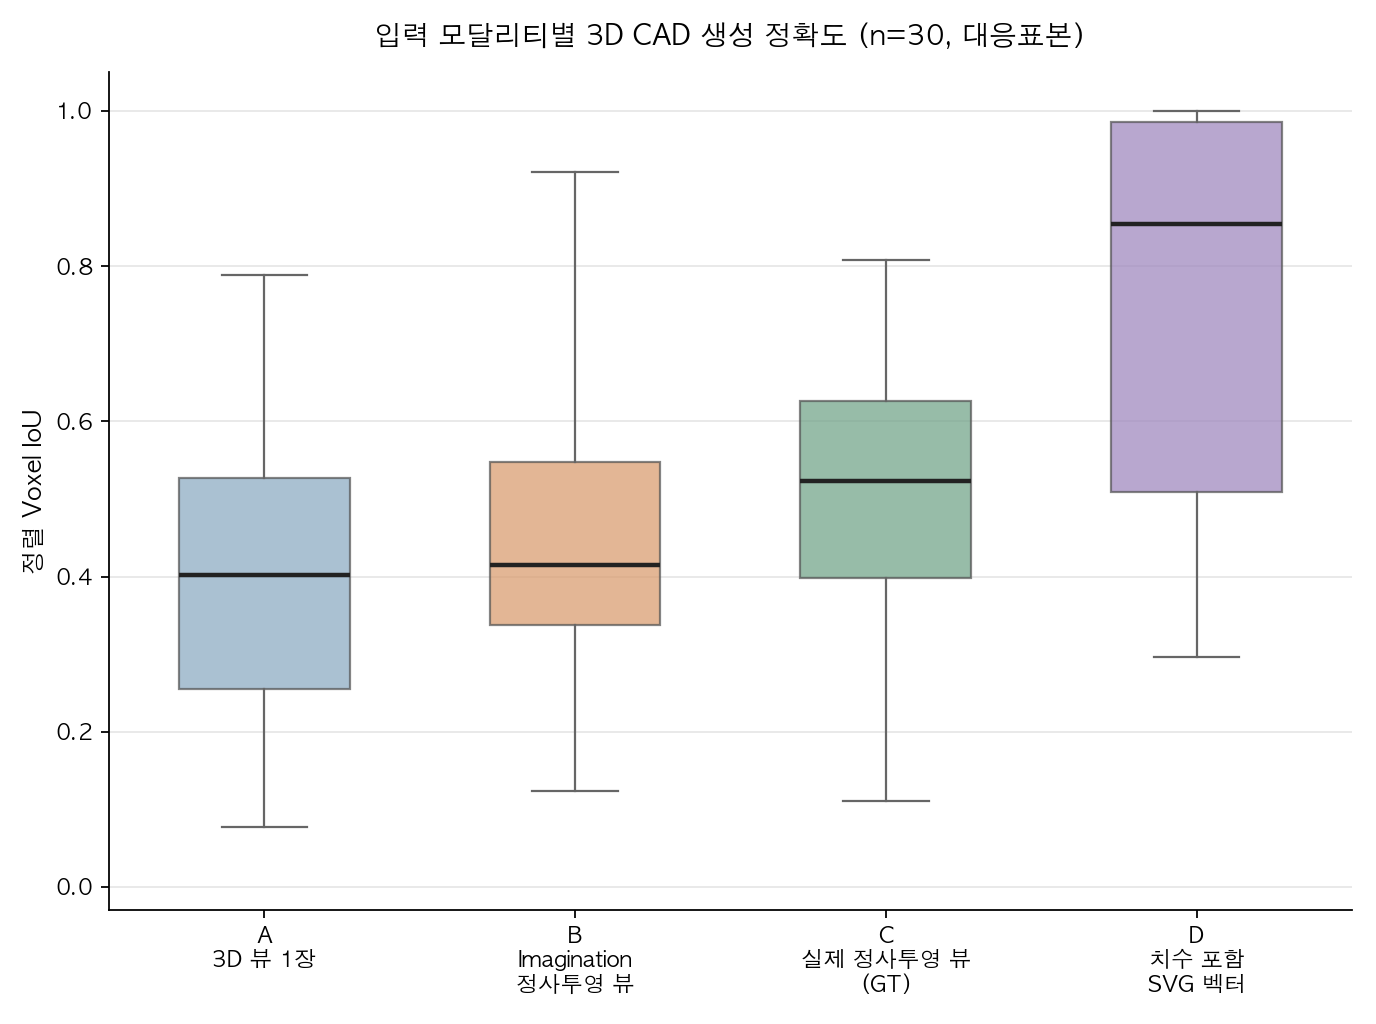 입력 모달리티별 3D CAD 생성 정확도 (n=30, 대응표본)
정렬 Voxel IoU
1.0
0.8
0.6
0.4
0.2
0.0
A
3D 뷰 1장
B
Imagination
정사투영 뷰
C
실제 정사투영 뷰
(GT)
D
치수 포함
SVG 벡터